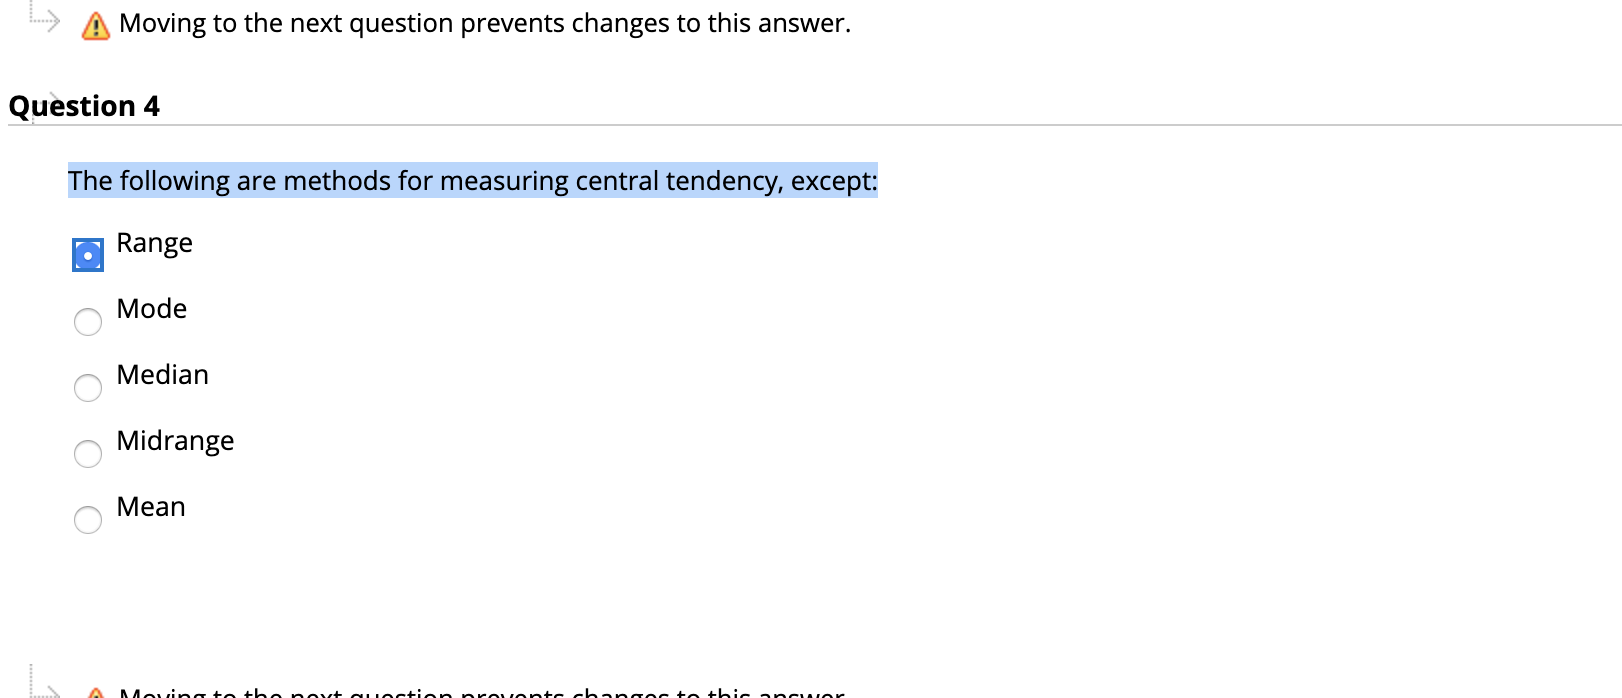 Moving to the next question prevents changes to this answer.
Question 4
The following are methods for measuring central tendency, except:
Range
Mode
Median
Midrange
Mean
Moving to the next question prevents changes to this answer.